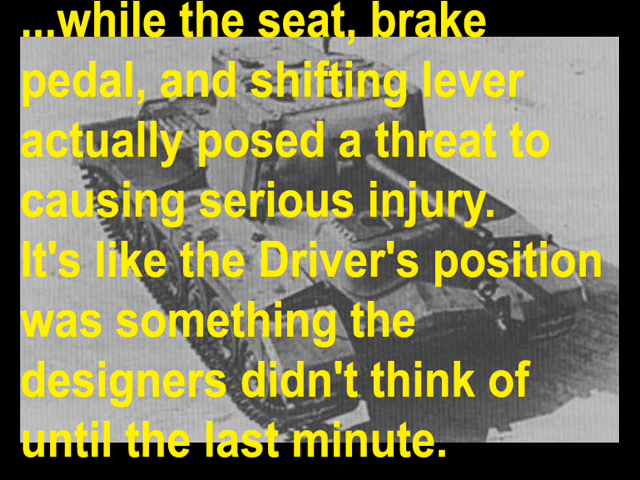 ...while the seat, brake
pedal, and shifting lever
actually posed a threat to
causing serious injury.
It's like the Driver's position
was something the
designers didn't think of
until the last minute.